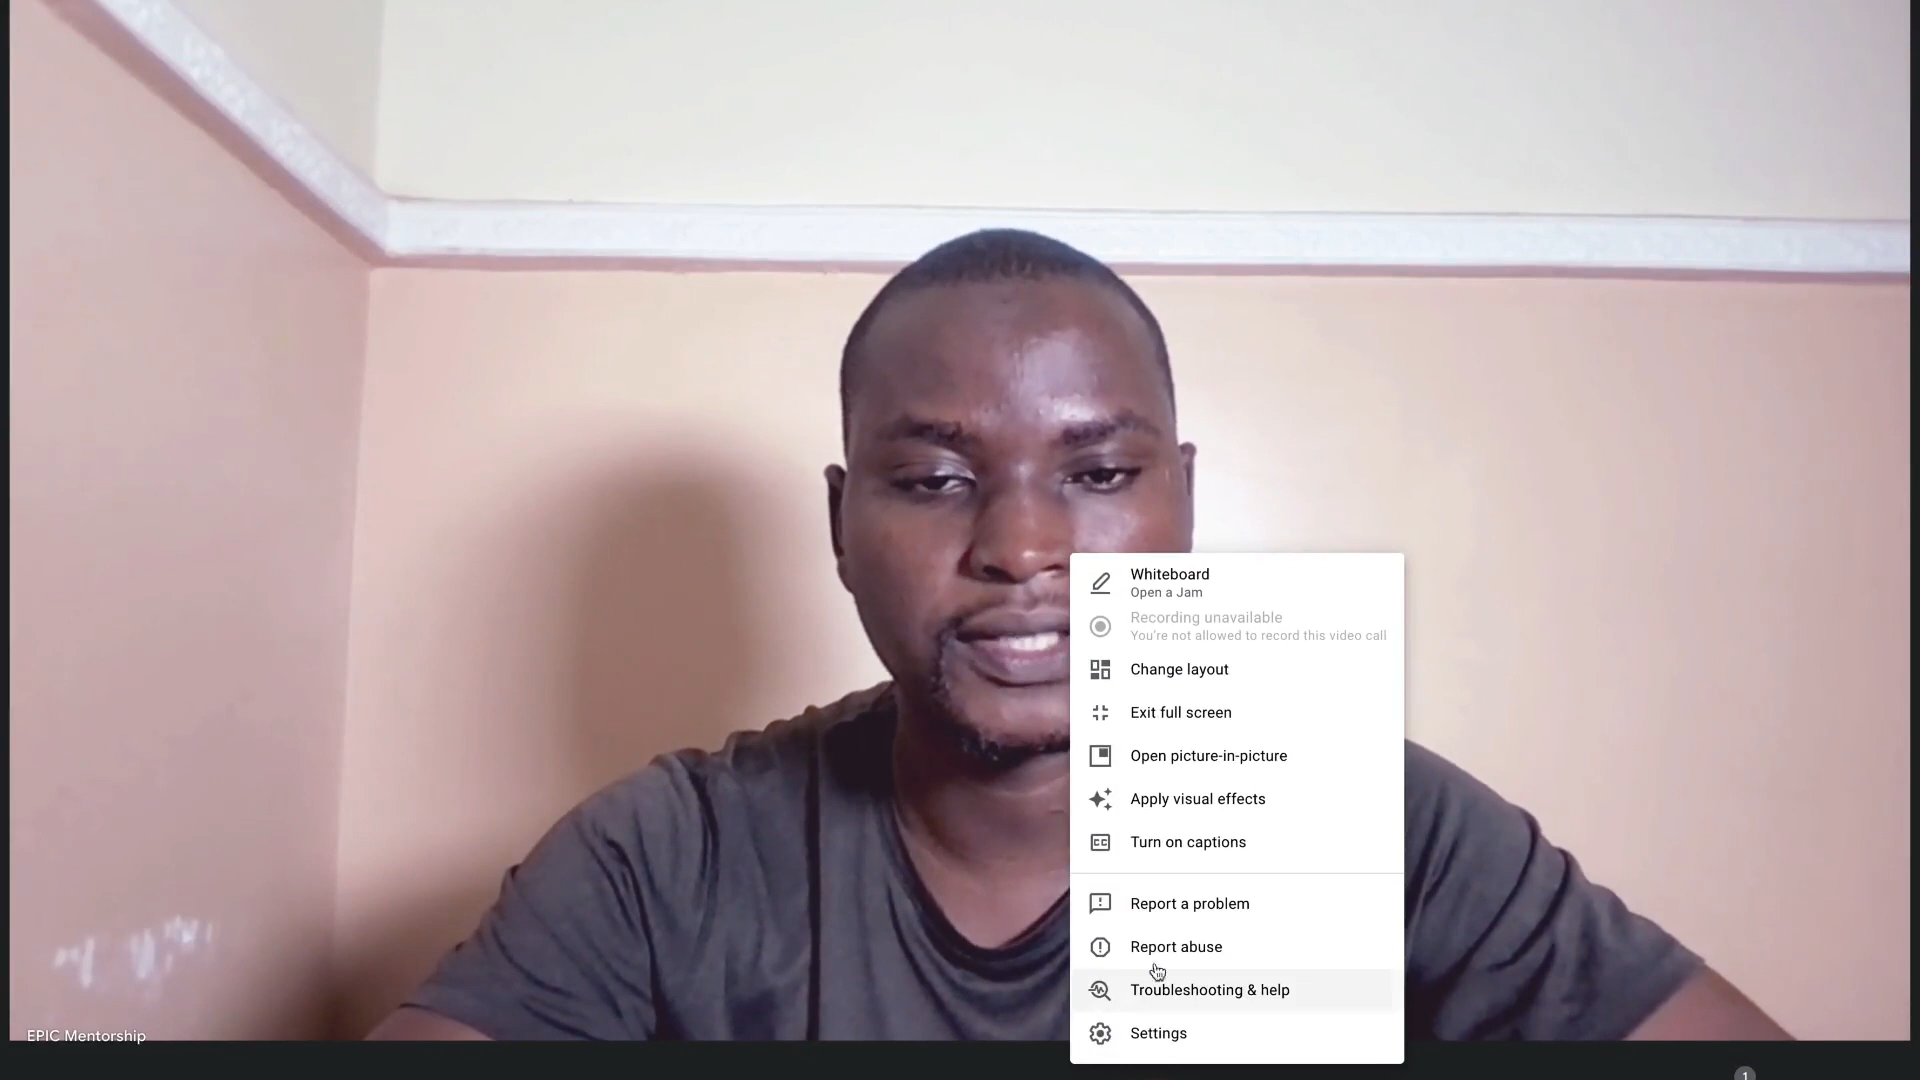 Whiteboard
Open a Jam
Recording unavailable
You're not allowed to record this video call
Change layout
Exit full screen
Open picture-in-picture
Apply visual effects
Turn on captions
Report a problem
Report abuse
Troubleshooting & help
Settings
EPIC Mentorship
1